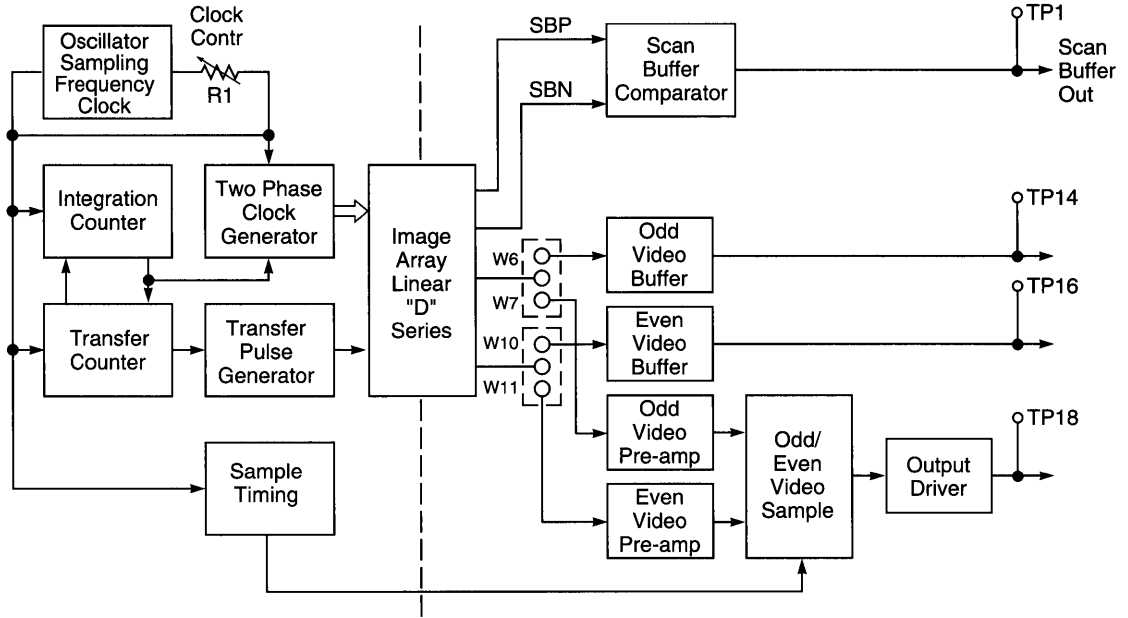 Clock
Contr
Oscillator
Sampling
Frequency
Clock
R1
SBP
SBN
Scan
Buffer
Comparator
TP1
Scan
Buffer
Out
Integration
Counter
Two Phase
Clock
Generator
Image
Array
Linear
"D"
Series
Transfer
Counter
Transfer
Pulse
Generator
Sample
Timing
W6
W7
W10
W11
Odd
Video
Buffer
TP14
Even
Video
Buffer
TP16
Odd
Video
Pre-amp
Even
Video
Pre-amp
Odd/
Even
Video
Sample
Output
Driver
TP18